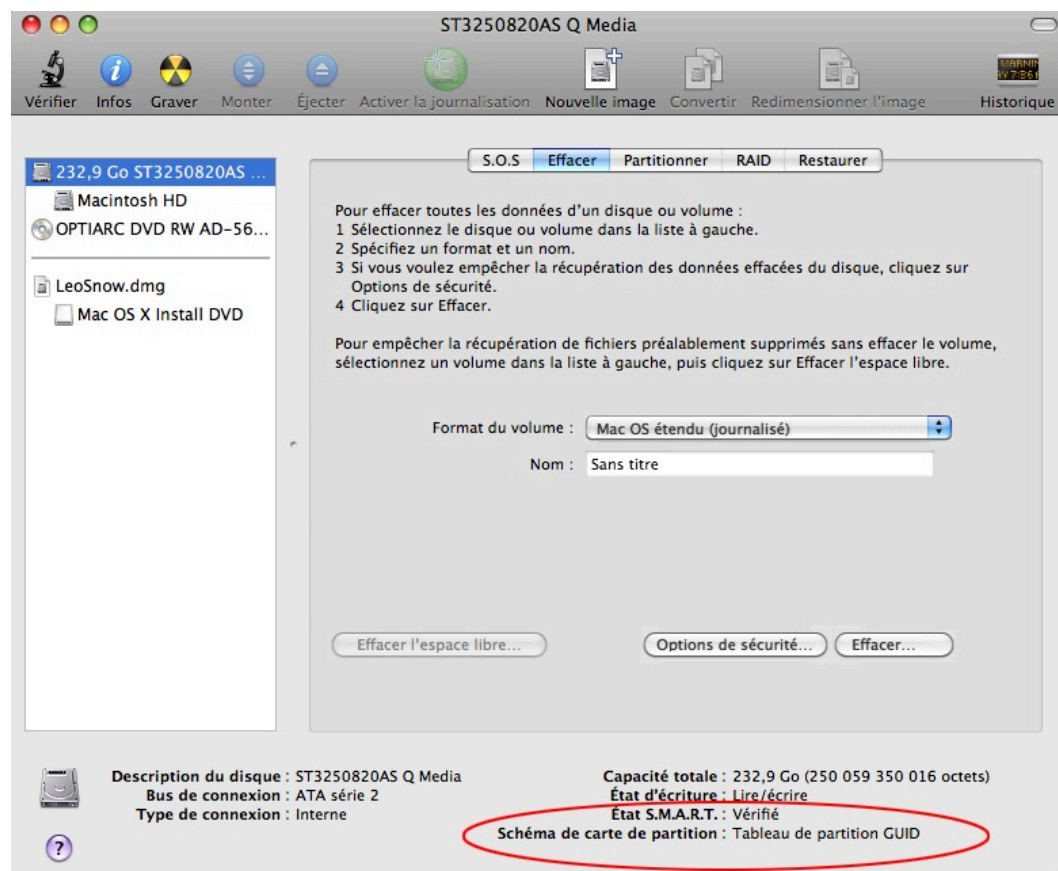 ST3250820AS Q Media
Vérifier Infos Graver Monter Éjecter Activer la journalisation Nouvelle image Convertir Redimensionner l'image Historique
S.O.S Effacer Partitionner RAID Restaurer
232,9 Go ST3250820AS ...
Macintosh HD
OPTIARC DVD RW AD-56...
LeoSnow.dmg
Mac OS X Install DVD
Pour effacer toutes les données d'un disque ou volume :
1 Sélectionnez le disque ou volume dans la liste à gauche.
2 Spécifiez un format et un nom.
3 Si vous voulez empêcher la récupération des données effacées du disque, cliquez sur
Options de sécurité.
4 Cliquez sur Effacer.
Pour empêcher la récupération de fichiers préalablement supprimés sans effacer le volume,
sélectionnez un volume dans la liste à gauche, puis cliquez sur Effacer l'espace libre.
Format du volume : Mac OS étendu (journalisé)
Nom : Sans titre
Effacer l'espace libre... Options de sécurité... Effacer...
Description du disque : ST3250820AS Q Media
Bus de connexion : ATA série 2
Type de connexion : Interne
Capacité totale : 232,9 Go (250 059 350 016 octets)
État d'écriture : Lire/écrire
État S.M.A.R.T. : Vérifié
Schéma de carte de partition : Tableau de partition GUID
?